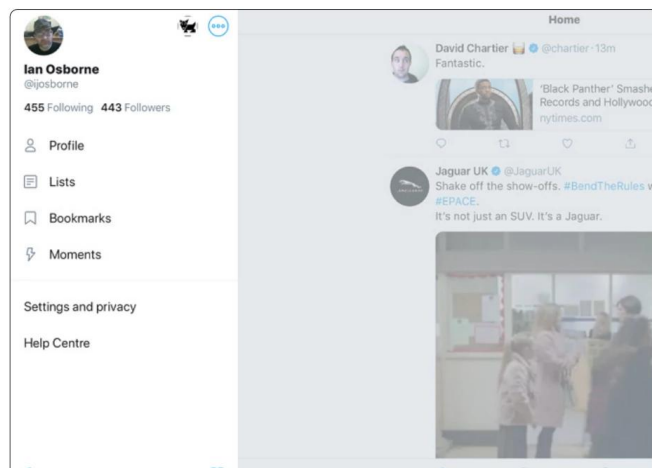 Ian Osborne
@ijosborne
455 Following 443 Followers
Profile
Lists
Bookmarks
Moments
Settings and privacy
Help Centre
Home
David Chartier @chartier·13m
Fantastic.
'Black Panther' Smashe
Records and Hollywood
nytimes.com
Jaguar UK @JaguarUK
Shake off the show-offs. #BendTheRules w
#EPACE.
It's not just an SUV. It's a Jaguar.